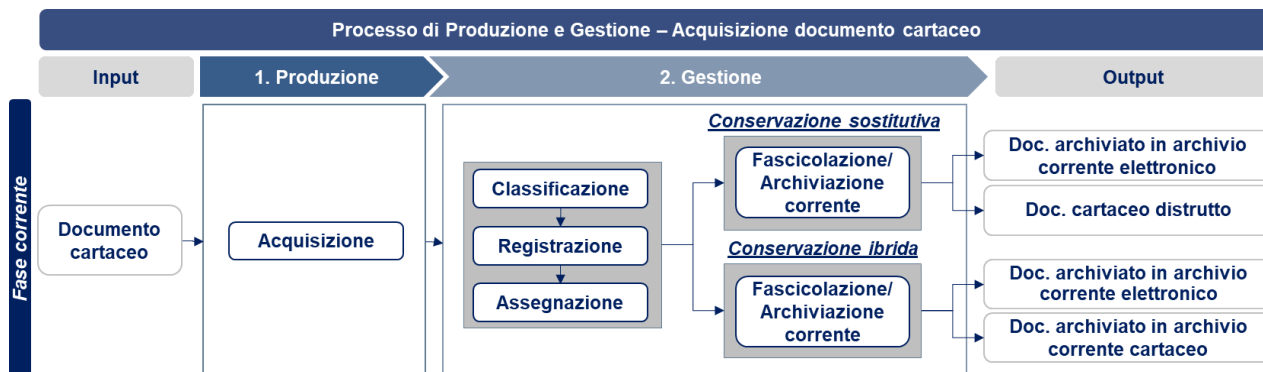 Processo di Produzione e Gestione – Acquisizione documento cartaceo
Input
1. Produzione
2. Gestione
Output
Fase corrente
Documento
cartaceo
Acquisizione
Classificazione
Registrazione
Assegnazione
Conservazione sostitutiva
Fascicolazione/
Archiviazione
corrente
Conservazione ibrida
Fascicolazione/
Archiviazione
corrente
Doc. archiviato in archivio
corrente elettronico
Doc. cartaceo distrutto
Doc. archiviato in archivio
corrente elettronico
Doc. archiviato in archivio
corrente cartaceo